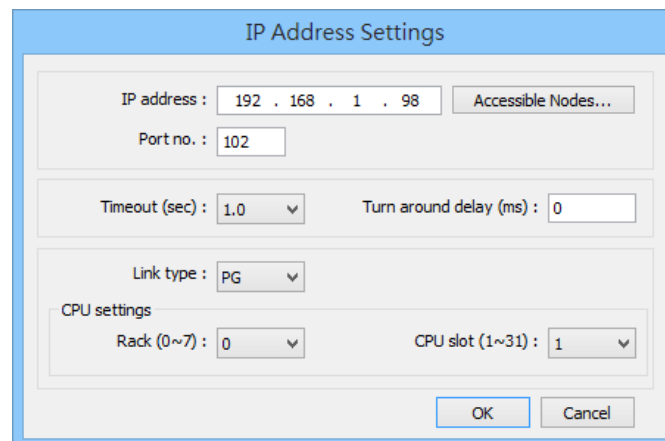 IP Address Settings
IP address : 192 . 168 . 1 . 98 Accessible Nodes...
Port no. : 102
Timeout (sec) : 1.0 Turn around delay (ms) : 0
Link type : PG
CPU settings
Rack (0~7) : 0 CPU slot (1~31) : 1
OK Cancel